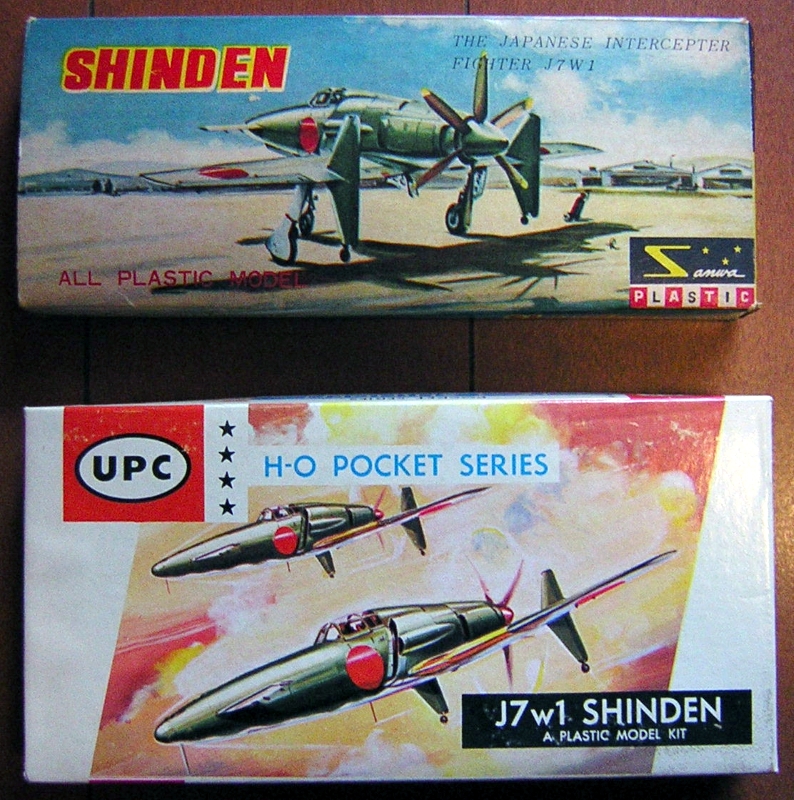 SHINDEN
THE JAPANESE INTERCEPTER
FIGHTER J7W1
ALL PLASTIC MODEL
Sanwa
PLASTIC
UPC
H-O POCKET SERIES
J7w1 SHINDEN
A PLASTIC MODEL KIT